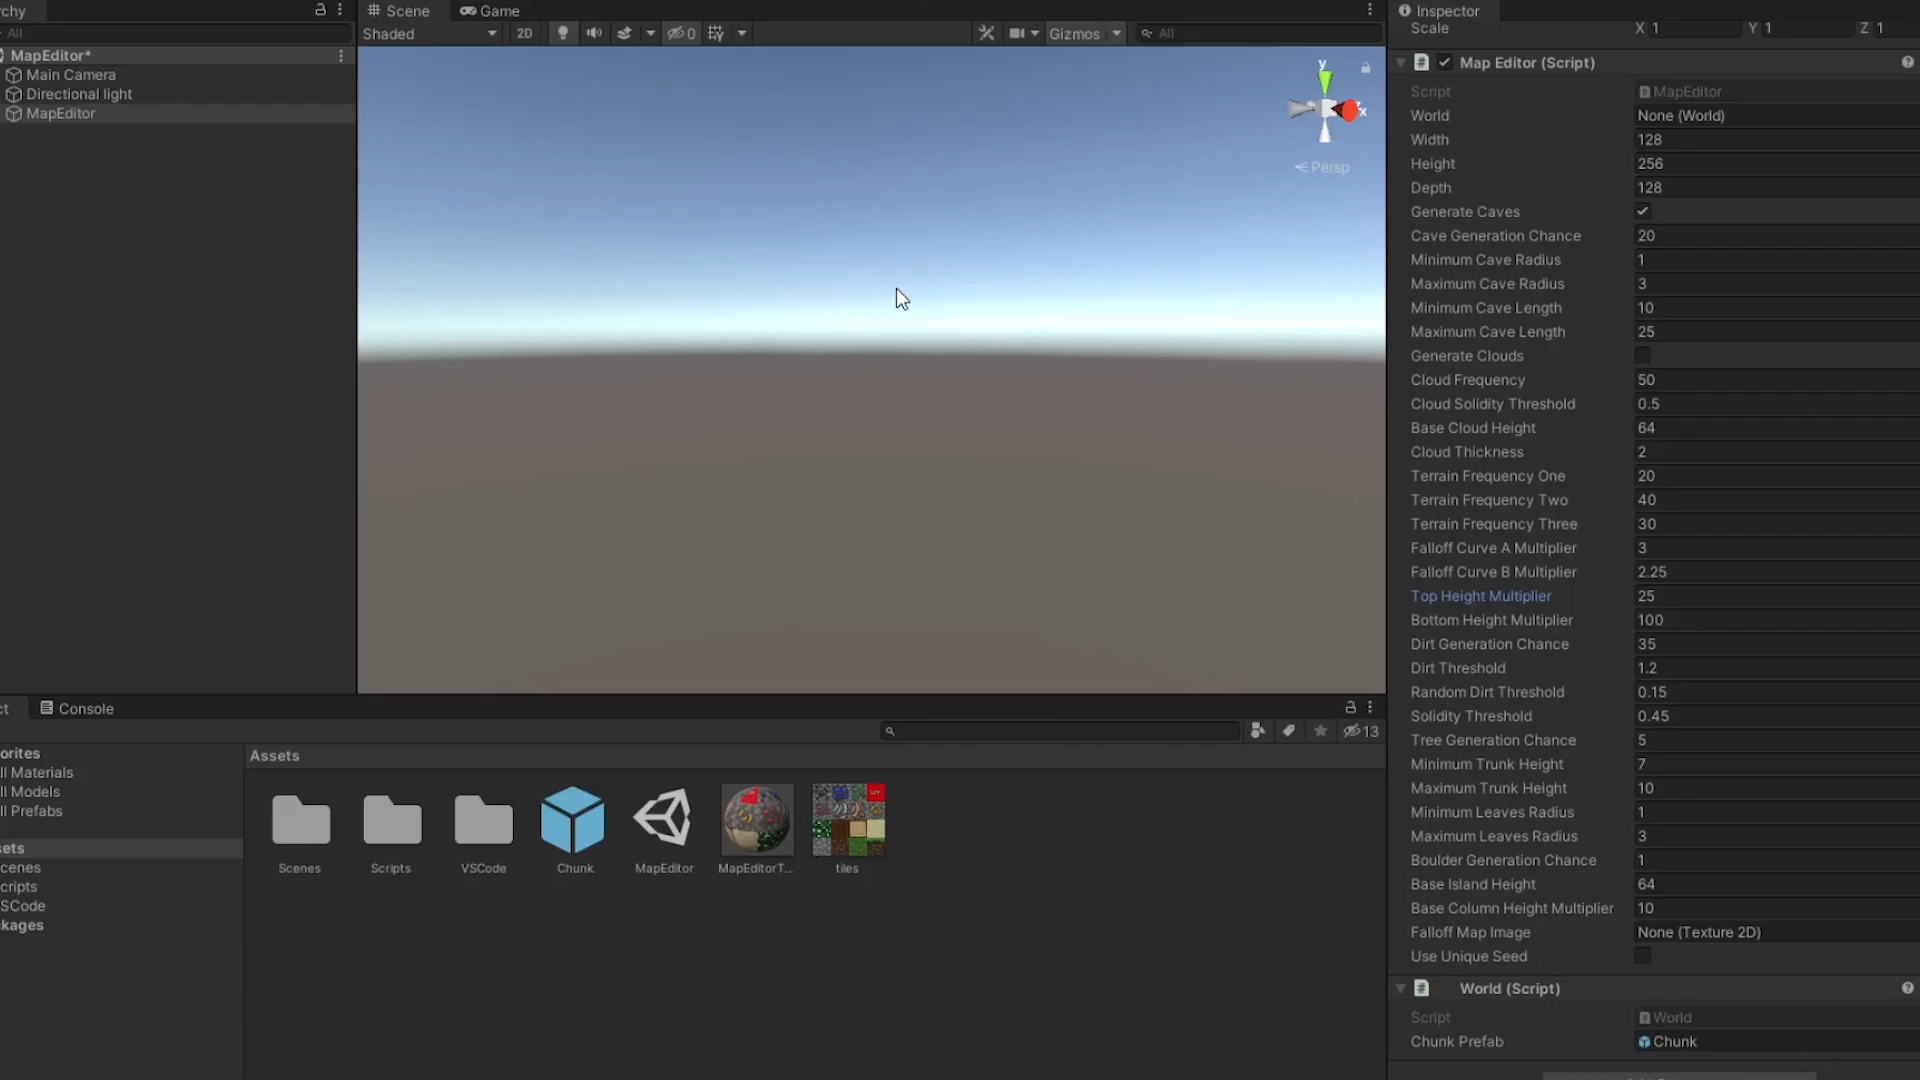 rchy
All
MapEditor*
Main Camera
Directional light
MapEditor
Scene
Game
Shaded
2D
0
Gizmos
All
y
x
Persp
Inspector
Scale X 1 Y 1 Z 1
Map Editor (Script)
Script MapEditor
World None (World)
Width 128
Height 256
Depth 128
Generate Caves
Cave Generation Chance 20
Minimum Cave Radius 1
Maximum Cave Radius 3
Minimum Cave Length 10
Maximum Cave Length 25
Generate Clouds
Cloud Frequency 50
Cloud Solidity Threshold 0.5
Base Cloud Height 64
Cloud Thickness 2
Terrain Frequency One 20
Terrain Frequency Two 40
Terrain Frequency Three 30
Falloff Curve A Multiplier 3
Falloff Curve B Multiplier 2.25
Top Height Multiplier 25
Bottom Height Multiplier 100
Dirt Generation Chance 35
Dirt Threshold 1.2
Random Dirt Threshold 0.15
Solidity Threshold 0.45
Tree Generation Chance 5
Minimum Trunk Height 7
Maximum Trunk Height 10
Minimum Leaves Radius 1
Maximum Leaves Radius 3
Boulder Generation Chance 1
Base Island Height 64
Base Column Height Multiplier 10
Falloff Map Image None (Texture 2D)
Use Unique Seed
World (Script)
Script World
Chunk Prefab Chunk
ct
Console
13
orites
ll Materials
ll Models
ll Prefabs
sets
cenes
cripts
SCode
ckages
Assets
Scenes
Scripts
VSCode
Chunk
MapEditor
MapEditorT...
tiles